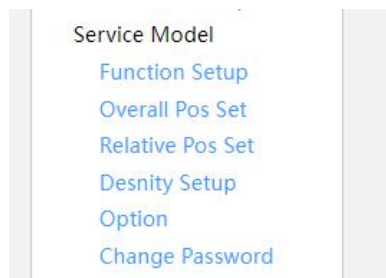 Service Model
Function Setup
Overall Pos Set
Relative Pos Set
Desnity Setup
Option
Change Password